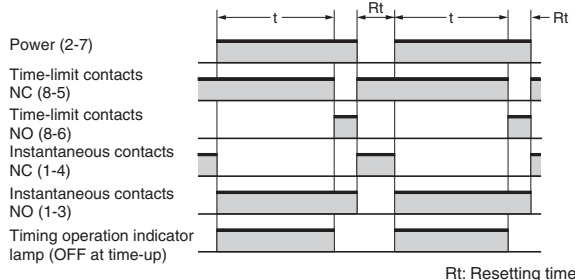 t Rt t Rt
Power (2-7)
Time-limit contacts
NC (8-5)
Time-limit contacts
NO (8-6)
Instantaneous contacts
NC (1-4)
Instantaneous contacts
NO (1-3)
Timing operation indicator
lamp (OFF at time-up)
Rt: Resetting time